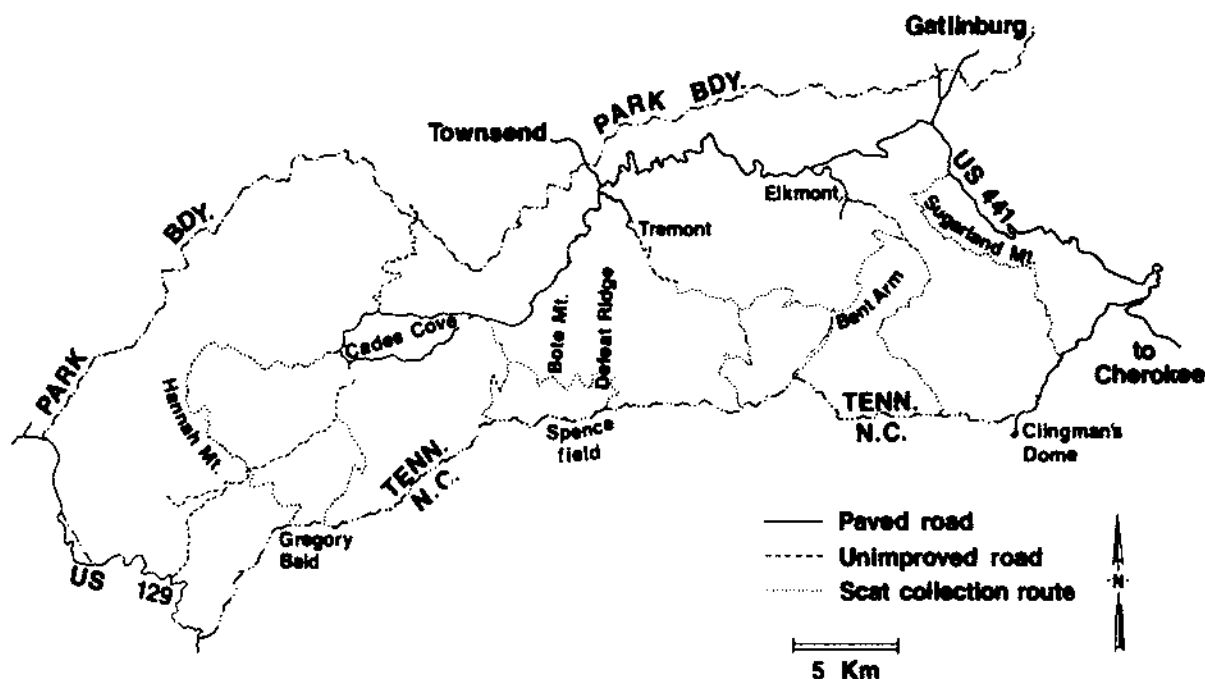 Gatlinburg
PARK BDY.
Townsend
US 441
Elkmont
Sugarland Mt.
Tremont
BDY.
Bent Arm
Bote Mt.
Defeat Ridge
Cades Cove
to
Cherokee
PARK
Hannah Mt.
TENN.
N.C.
Spence
field
Clingman's
Dome
TENN.
N.C.
Gregory
Bald
US 129
Paved road
Unimproved road
Scat collection route
N
5 Km